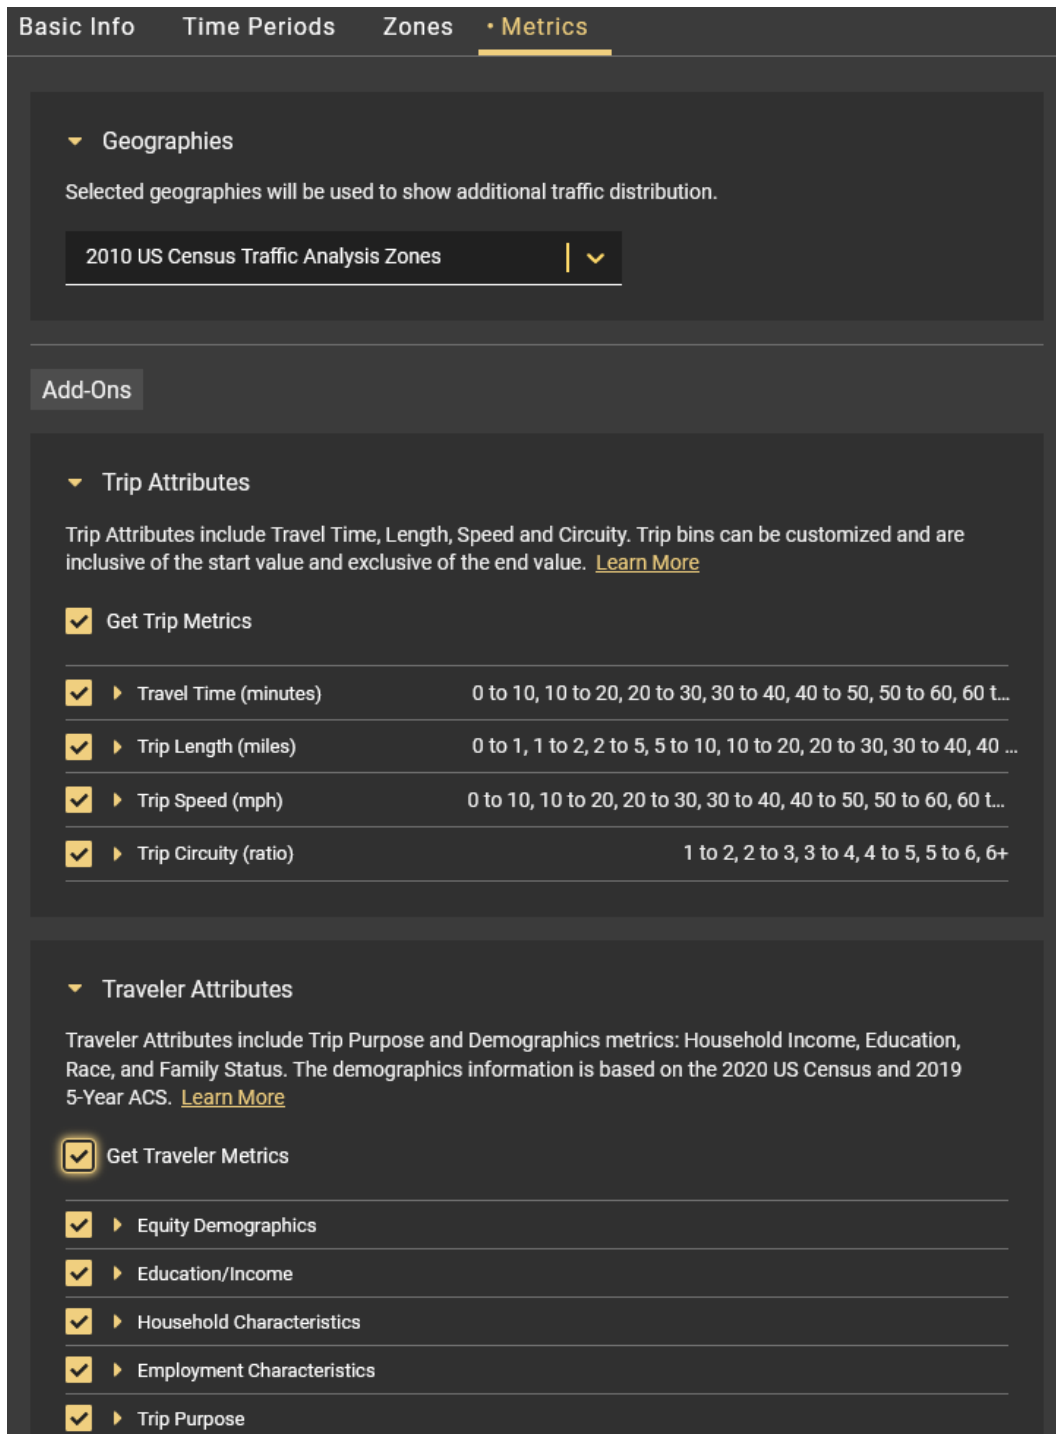 Basic Info Time Periods Zones • Metrics
Geographies
Selected geographies will be used to show additional traffic distribution.
2010 US Census Traffic Analysis Zones
Add-Ons
Trip Attributes
Trip Attributes include Travel Time, Length, Speed and Circuity. Trip bins can be customized and are
inclusive of the start value and exclusive of the end value. Learn More
Get Trip Metrics
Travel Time (minutes) 0 to 10, 10 to 20, 20 to 30, 30 to 40, 40 to 50, 50 to 60, 60 t...
Trip Length (miles) 0 to 1, 1 to 2, 2 to 5, 5 to 10, 10 to 20, 20 to 30, 30 to 40, 40 ...
Trip Speed (mph) 0 to 10, 10 to 20, 20 to 30, 30 to 40, 40 to 50, 50 to 60, 60 t...
Trip Circuity (ratio) 1 to 2, 2 to 3, 3 to 4, 4 to 5, 5 to 6, 6+
Traveler Attributes
Traveler Attributes include Trip Purpose and Demographics metrics: Household Income, Education,
Race, and Family Status. The demographics information is based on the 2020 US Census and 2019
5-Year ACS. Learn More
Get Traveler Metrics
Equity Demographics
Education/Income
Household Characteristics
Employment Characteristics
Trip Purpose